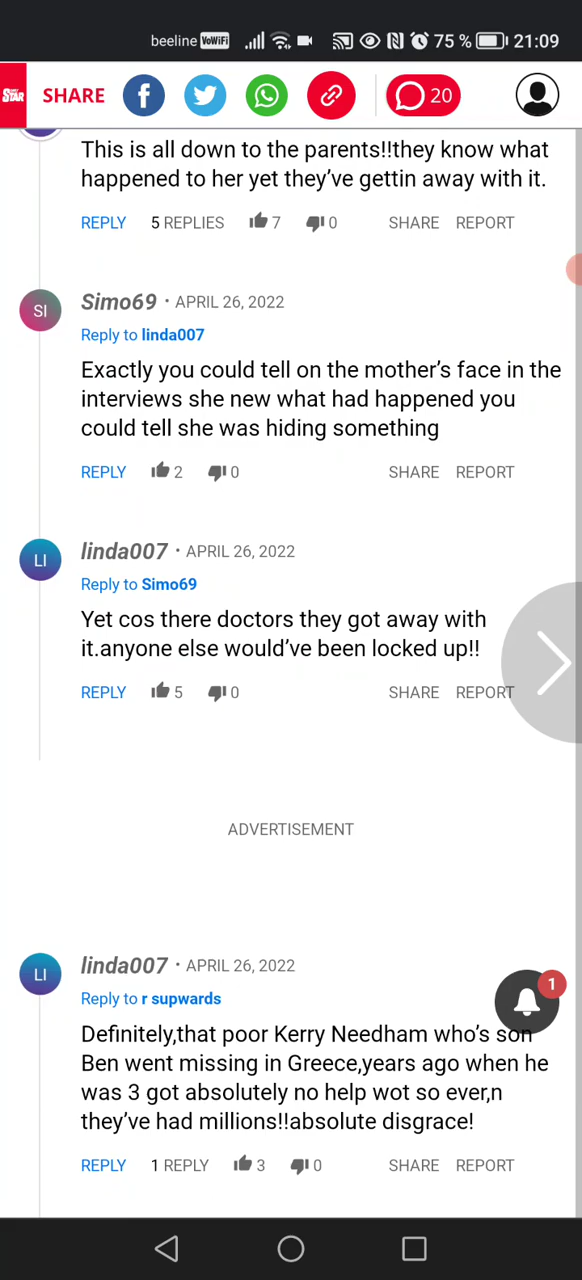 beeline VoWiFi 75 % 21:09
STAR SHARE 20
This is all down to the parents!!they know what
happened to her yet they've gettin away with it.
REPLY 5 REPLIES 7 0 SHARE REPORT
SI Simo69 · APRIL 26, 2022
Reply to linda007
Exactly you could tell on the mother's face in the
interviews she new what had happened you
could tell she was hiding something
REPLY 2 0 SHARE REPORT
LI linda007 · APRIL 26, 2022
Reply to Simo69
Yet cos there doctors they got away with
it.anyone else would've been locked up!!
REPLY 5 0 SHARE REPORT
ADVERTISEMENT
LI linda007 · APRIL 26, 2022
1
Reply to r supwards
Definitely,that poor Kerry Needham who's son
Ben went missing in Greece,years ago when he
was 3 got absolutely no help wot so ever,n
they've had millions!!absolute disgrace!
REPLY 1 REPLY 3 0 SHARE REPORT